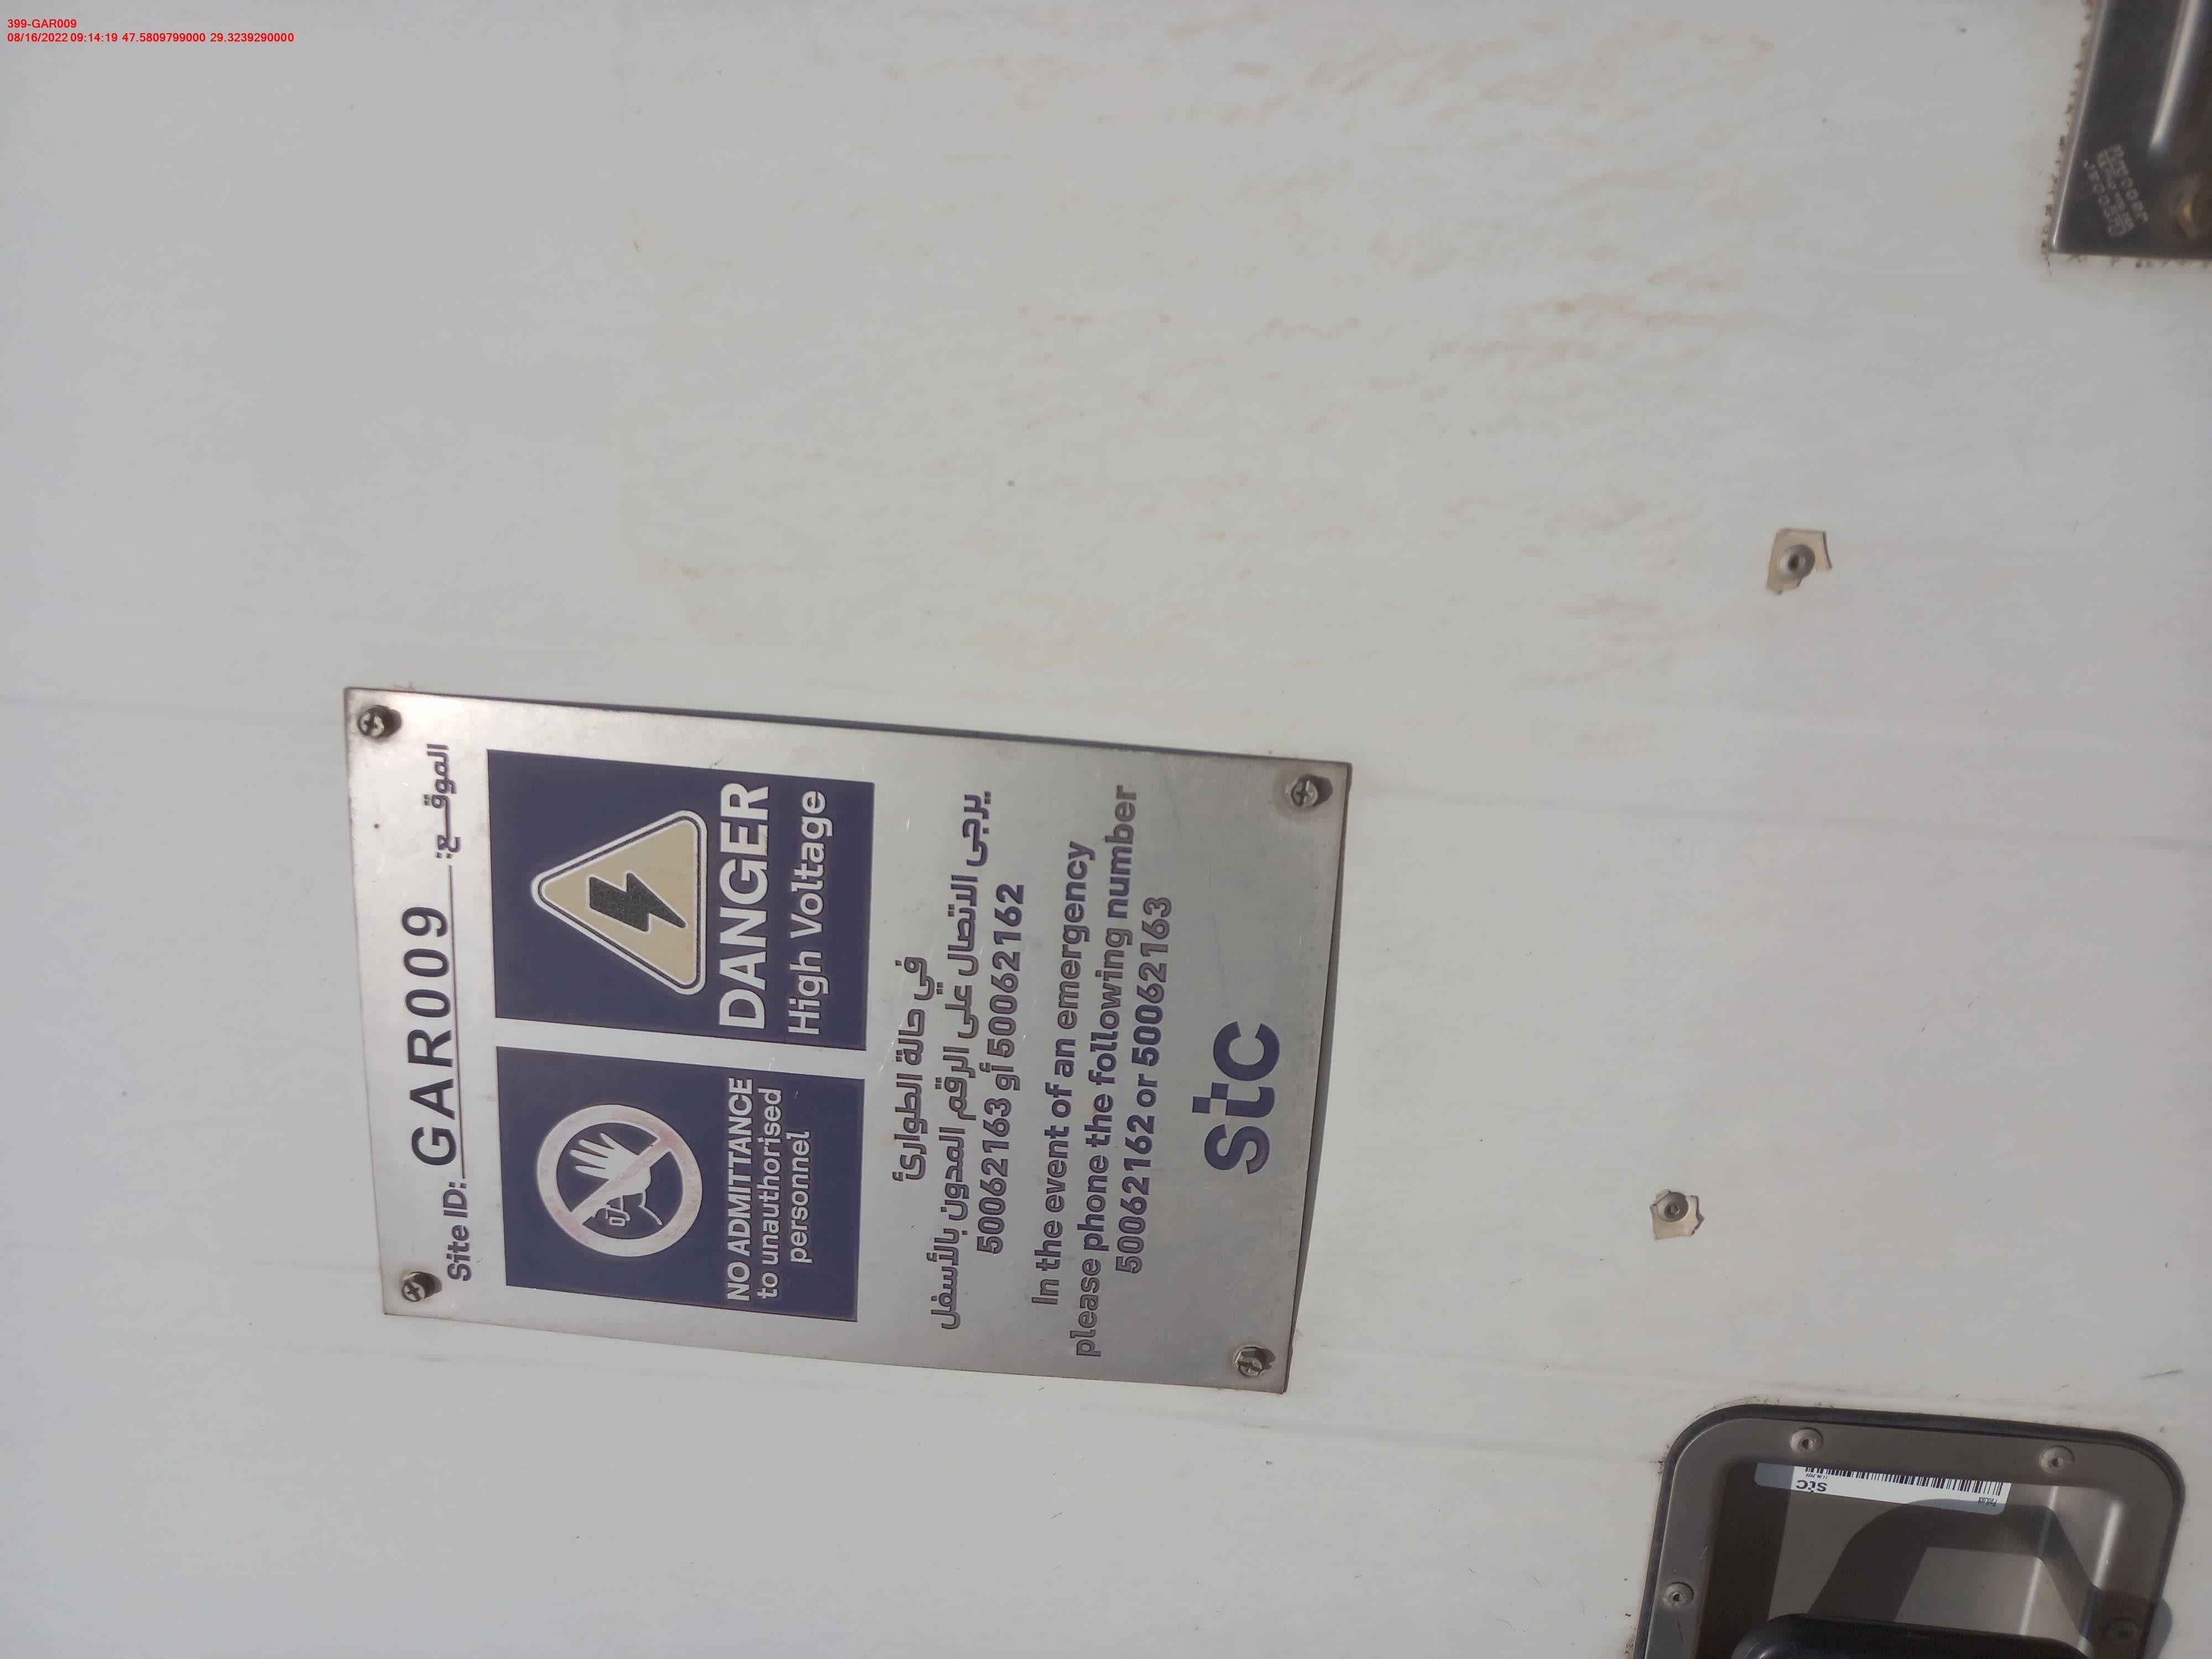 399-GAR009
08/16/2022 09:14:19 47.5809799000 29.3239290000
Site ID: GAR009 الموقـع:
NO ADMITTANCE
to unauthorised
personnel
DANGER
High Voltage
في حالة الطوارئ
يرجى الاتصال على الرقم المدون بالأسفل
50062162 أو 50062163
In the event of an emergency
please phone the following number
50062162 or 50062163
stc
stc